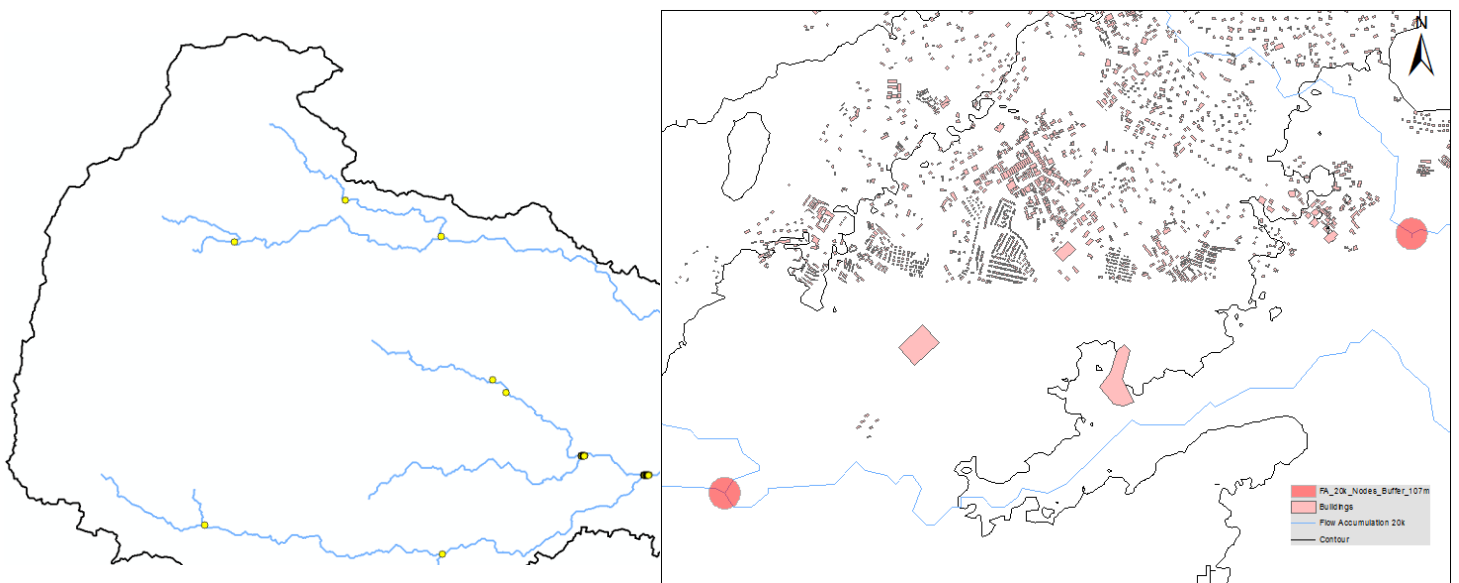 N
FA_20k_Nodes_Buffer_107m
Buildings
Flow Accumulation 20k
Contour